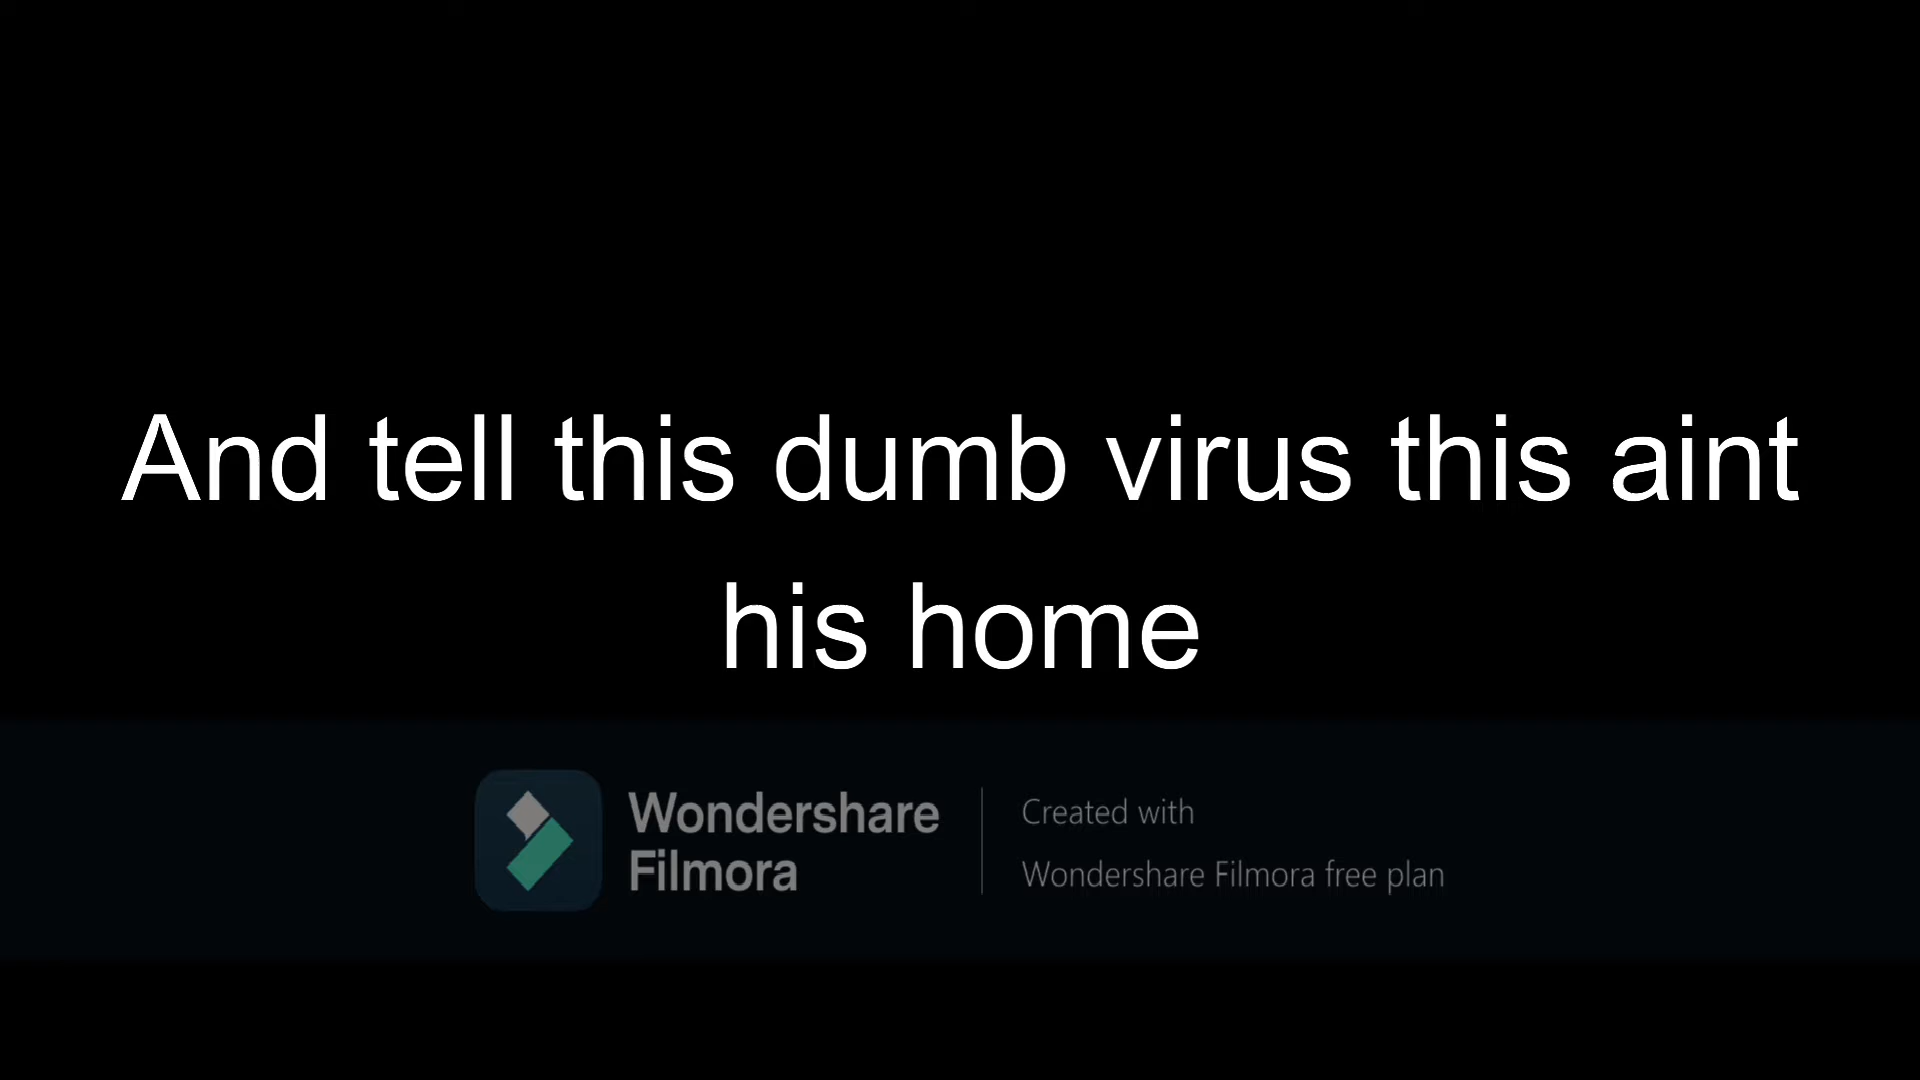 And tell this dumb virus this aint
his home
Wondershare
Filmora
Created with
Wondershare Filmora free plan